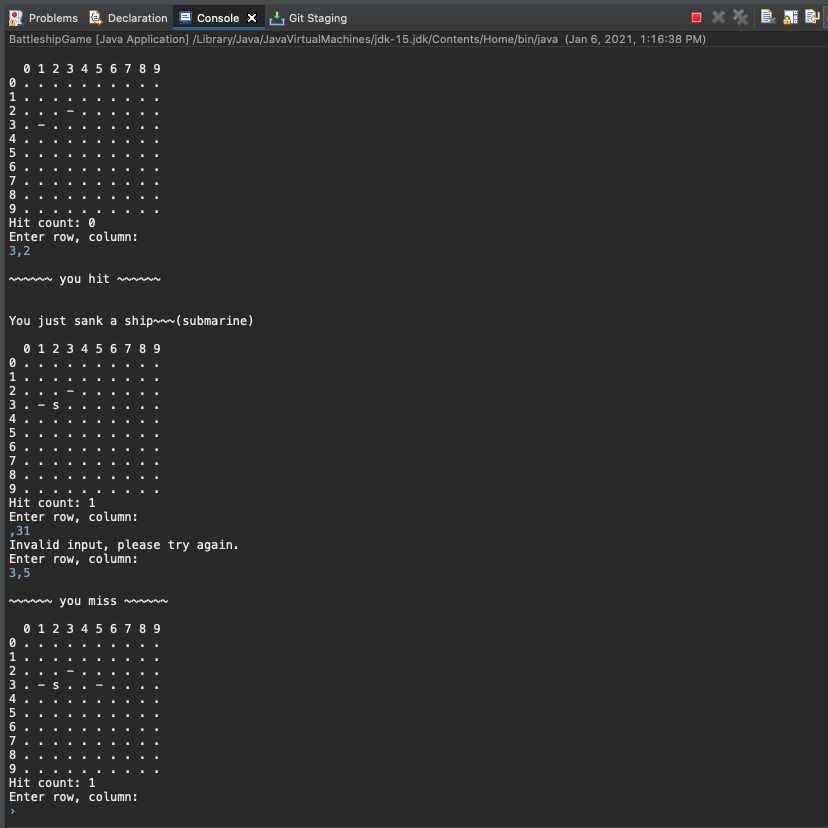 Problems Declaration Console Git Staging
BattleshipGame [Java Application] /Library/Java/JavaVirtualMachines/jdk-15.jdk/Contents/Home/bin/java (Jan 6, 2021, 1:16:38 PM)
  0 1 2 3 4 5 6 7 8 9
0 . . . . . . . . . .
1 . . . . . . . . . .
2 . . . - . . . . . .
3 . - . . . . . . . .
4 . . . . . . . . . .
5 . . . . . . . . . .
6 . . . . . . . . . .
7 . . . . . . . . . .
8 . . . . . . . . . .
9 . . . . . . . . . .
Hit count: 0
Enter row, column:
3,2
~~~~~~ you hit ~~~~~~
You just sank a ship~~~(submarine)
  0 1 2 3 4 5 6 7 8 9
0 . . . . . . . . . .
1 . . . . . . . . . .
2 . . . - . . . . . .
3 . - s . . . . . . .
4 . . . . . . . . . .
5 . . . . . . . . . .
6 . . . . . . . . . .
7 . . . . . . . . . .
8 . . . . . . . . . .
9 . . . . . . . . . .
Hit count: 1
Enter row, column:
,31
Invalid input, please try again.
Enter row, column:
3,5
~~~~~~ you miss ~~~~~~
  0 1 2 3 4 5 6 7 8 9
0 . . . . . . . . . .
1 . . . . . . . . . .
2 . . . - . . . . . .
3 . - s . . - . . . .
4 . . . . . . . . . .
5 . . . . . . . . . .
6 . . . . . . . . . .
7 . . . . . . . . . .
8 . . . . . . . . . .
9 . . . . . . . . . .
Hit count: 1
Enter row, column:
›